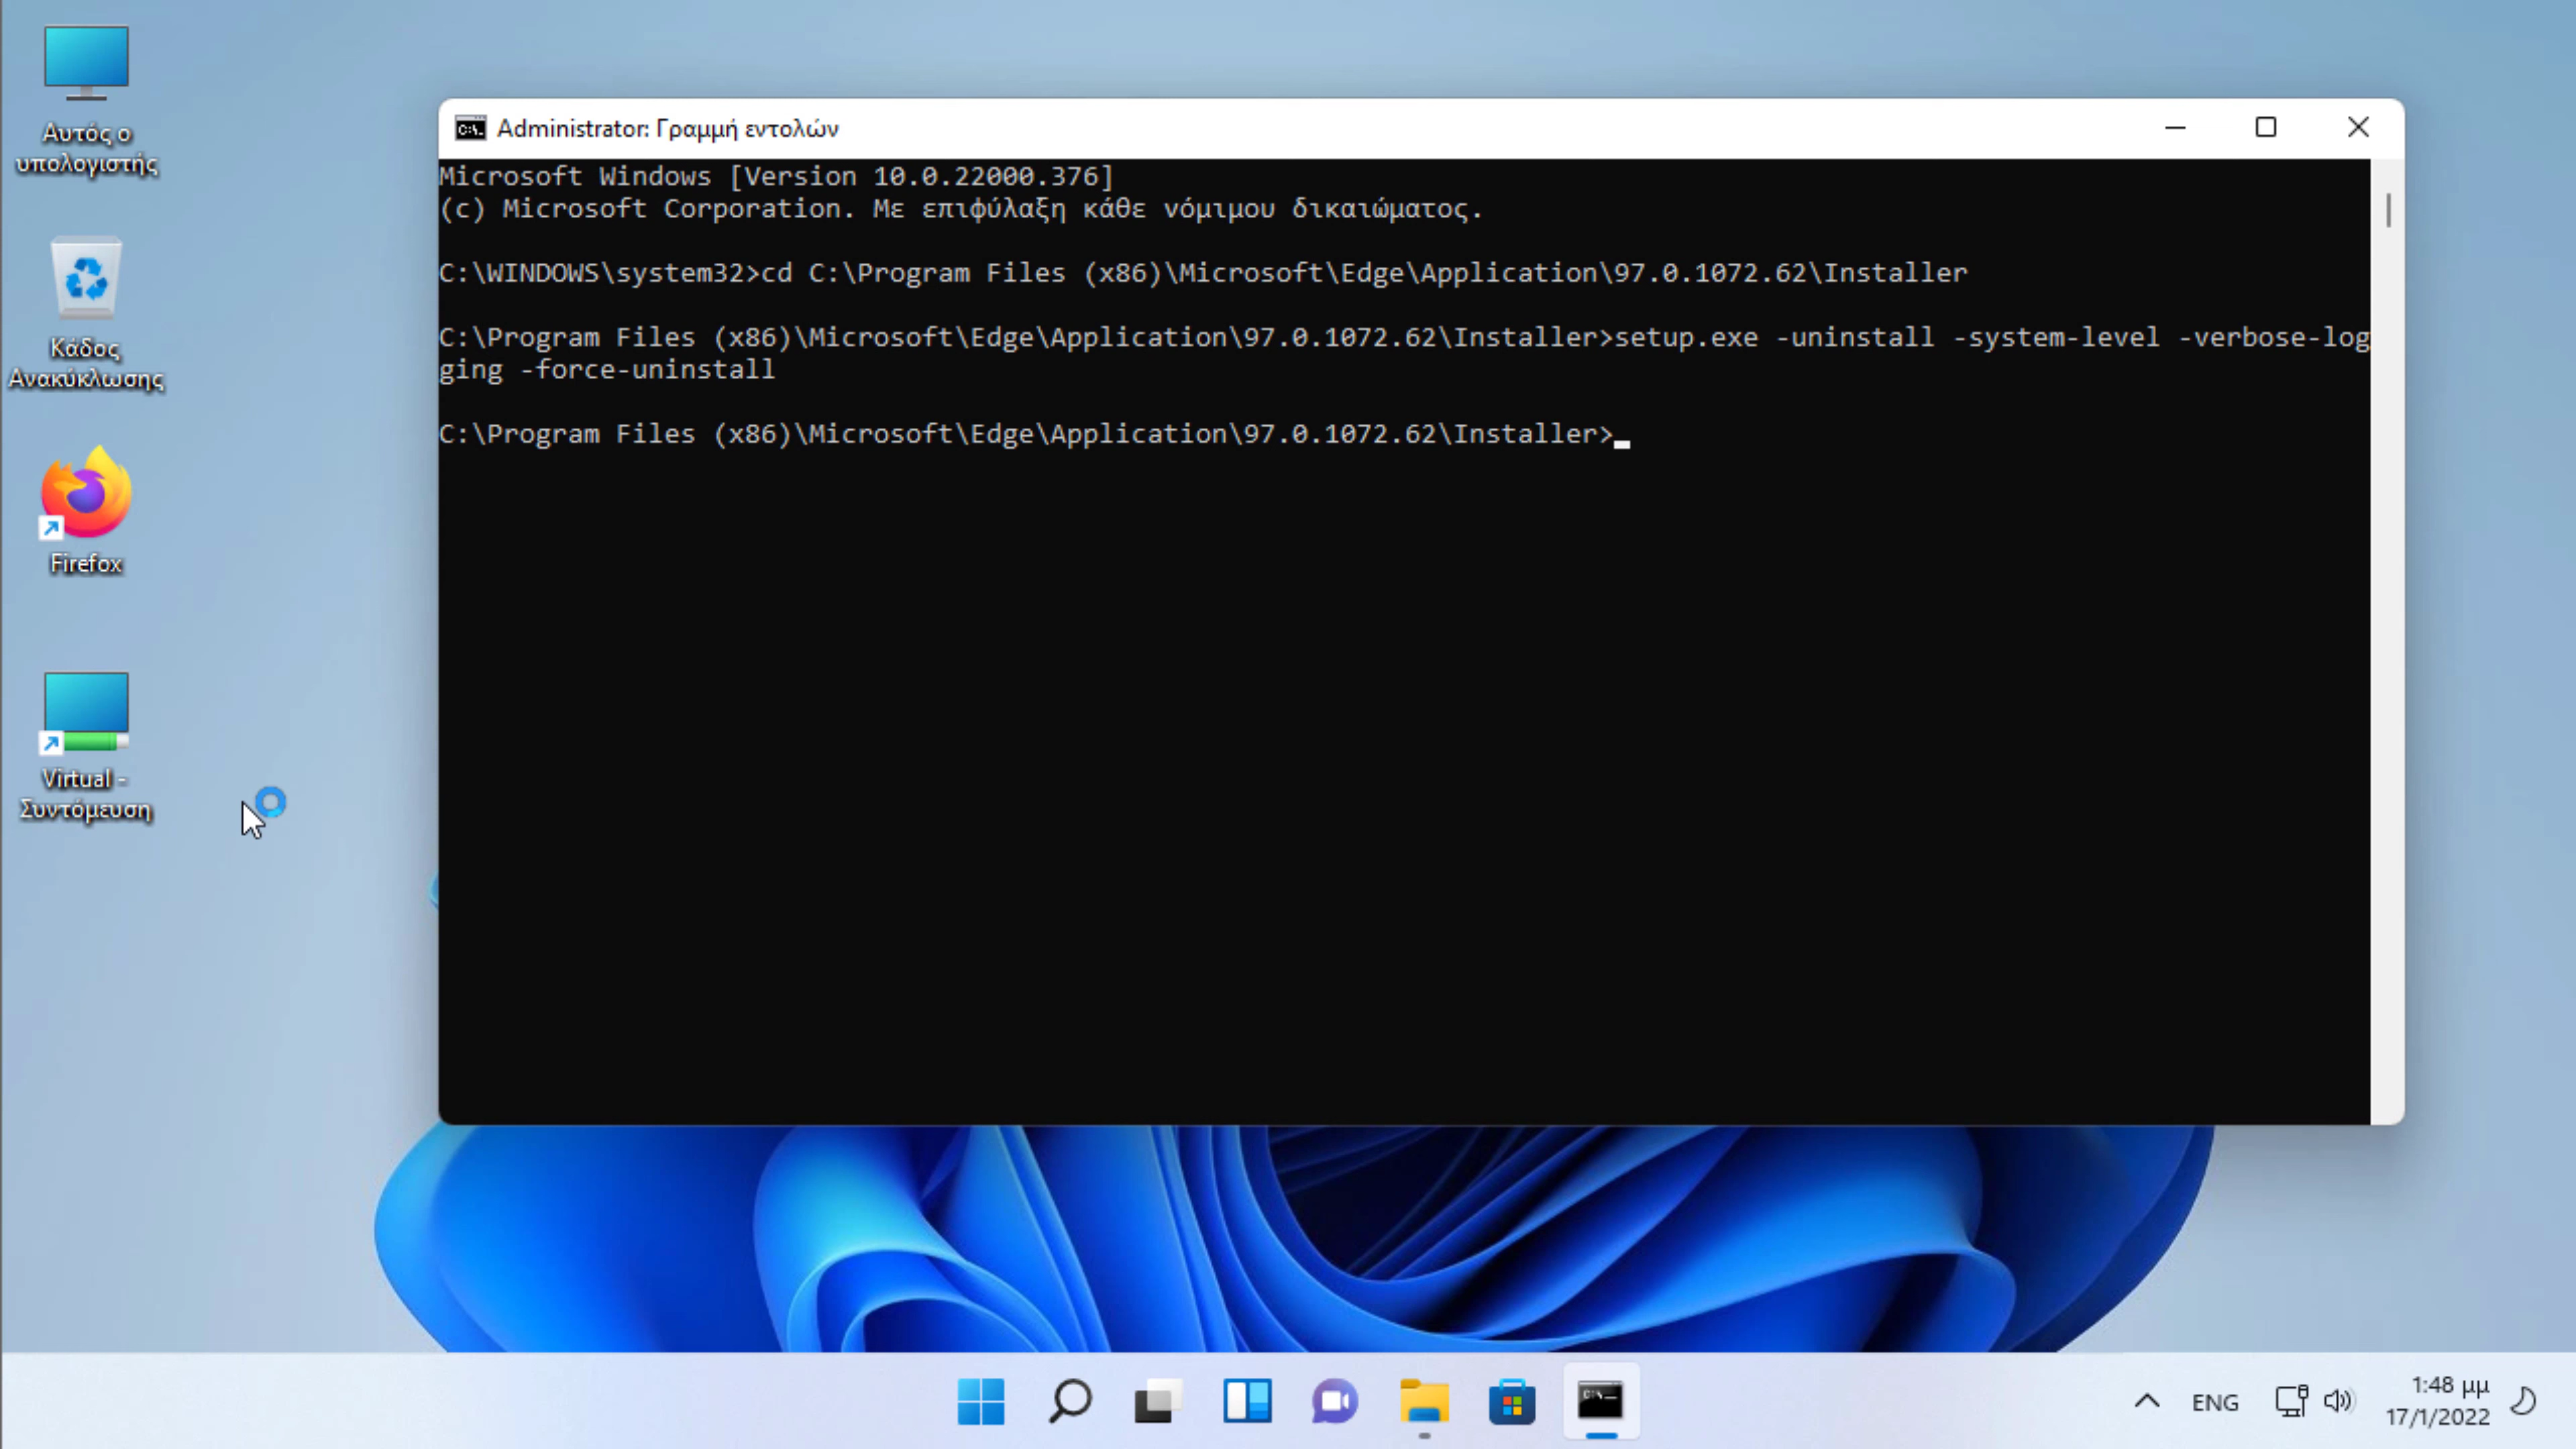 Αυτός ο
υπολογιστής
Κάδος
Ανακύκλωσης
Firefox
Virtual -
Συντόμευση
Administrator: Γραμμή εντολών
Microsoft Windows [Version 10.0.22000.376]
(c) Microsoft Corporation. Με επιφύλαξη κάθε νόμιμου δικαιώματος.
C:\WINDOWS\system32>cd C:\Program Files (x86)\Microsoft\Edge\Application\97.0.1072.62\Installer
C:\Program Files (x86)\Microsoft\Edge\Application\97.0.1072.62\Installer>setup.exe -uninstall -system-level -verbose-log
ging -force-uninstall
C:\Program Files (x86)\Microsoft\Edge\Application\97.0.1072.62\Installer>
ENG
1:48 μμ
17/1/2022